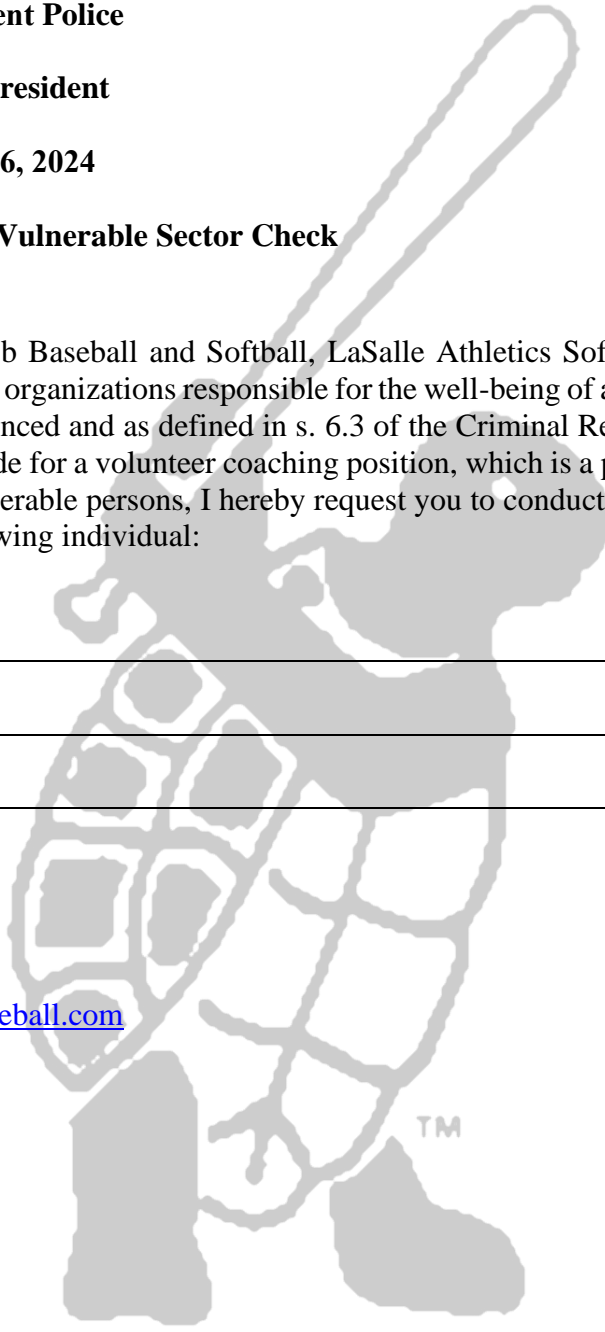 ent Police
resident
6, 2024
Vulnerable Sector Check
b Baseball and Softball, LaSalle Athletics Sof
organizations responsible for the well-being of a
nced and as defined in s. 6.3 of the Criminal Re
de for a volunteer coaching position, which is a p
erable persons, I hereby request you to conduct
wing individual:
eball.com
TM